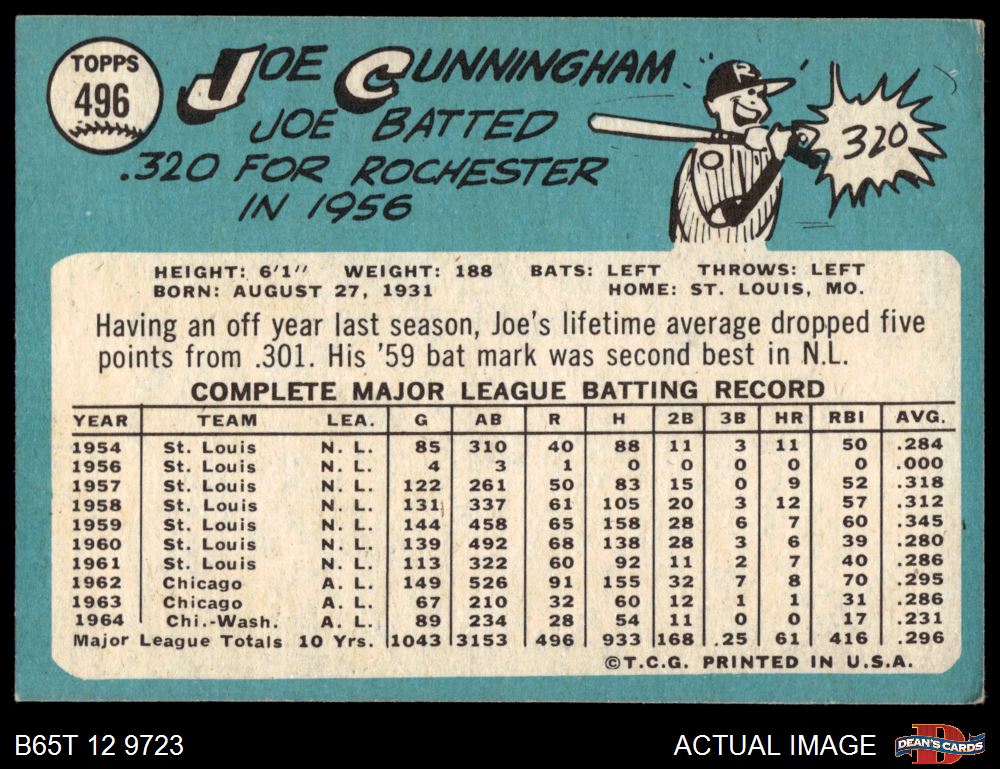 TOPPS
496
JOE CUNNINGHAM
JOE BATTED
.320 FOR ROCHESTER
IN 1956
R
320
HEIGHT: 6'1" WEIGHT: 188 BATS: LEFT THROWS: LEFT
BORN: AUGUST 27, 1931 HOME: ST. LOUIS, MO.
Having an off year last season, Joe's lifetime average dropped five
points from .301. His '59 bat mark was second best in N.L.
COMPLETE MAJOR LEAGUE BATTING RECORD
YEAR TEAM LEA. G AB R H 2B 3B HR RBI AVG.
1954 St. Louis N. L. 85 310 40 88 11 3 11 50 .284
1956 St. Louis N. L. 4 3 1 0 0 0 0 0 .000
1957 St. Louis N. L. 122 261 50 83 15 0 9 52 .318
1958 St. Louis N. L. 131 337 61 105 20 3 12 57 .312
1959 St. Louis N. L. 144 458 65 158 28 6 7 60 .345
1960 St. Louis N. L. 139 492 68 138 28 3 6 39 .280
1961 St. Louis N. L. 113 322 60 92 11 2 7 40 .286
1962 Chicago A. L. 149 526 91 155 32 7 8 70 .295
1963 Chicago A. L. 67 210 32 60 12 1 1 31 .286
1964 Chi.-Wash. A. L. 89 234 28 54 11 0 0 17 .231
Major League Totals 10 Yrs. 1043 3153 496 933 168 .25 61 416 .296
©T.C.G. PRINTED IN U.S.A.
B65T 12 9723
ACTUAL IMAGE
D
DEAN'S CARDS